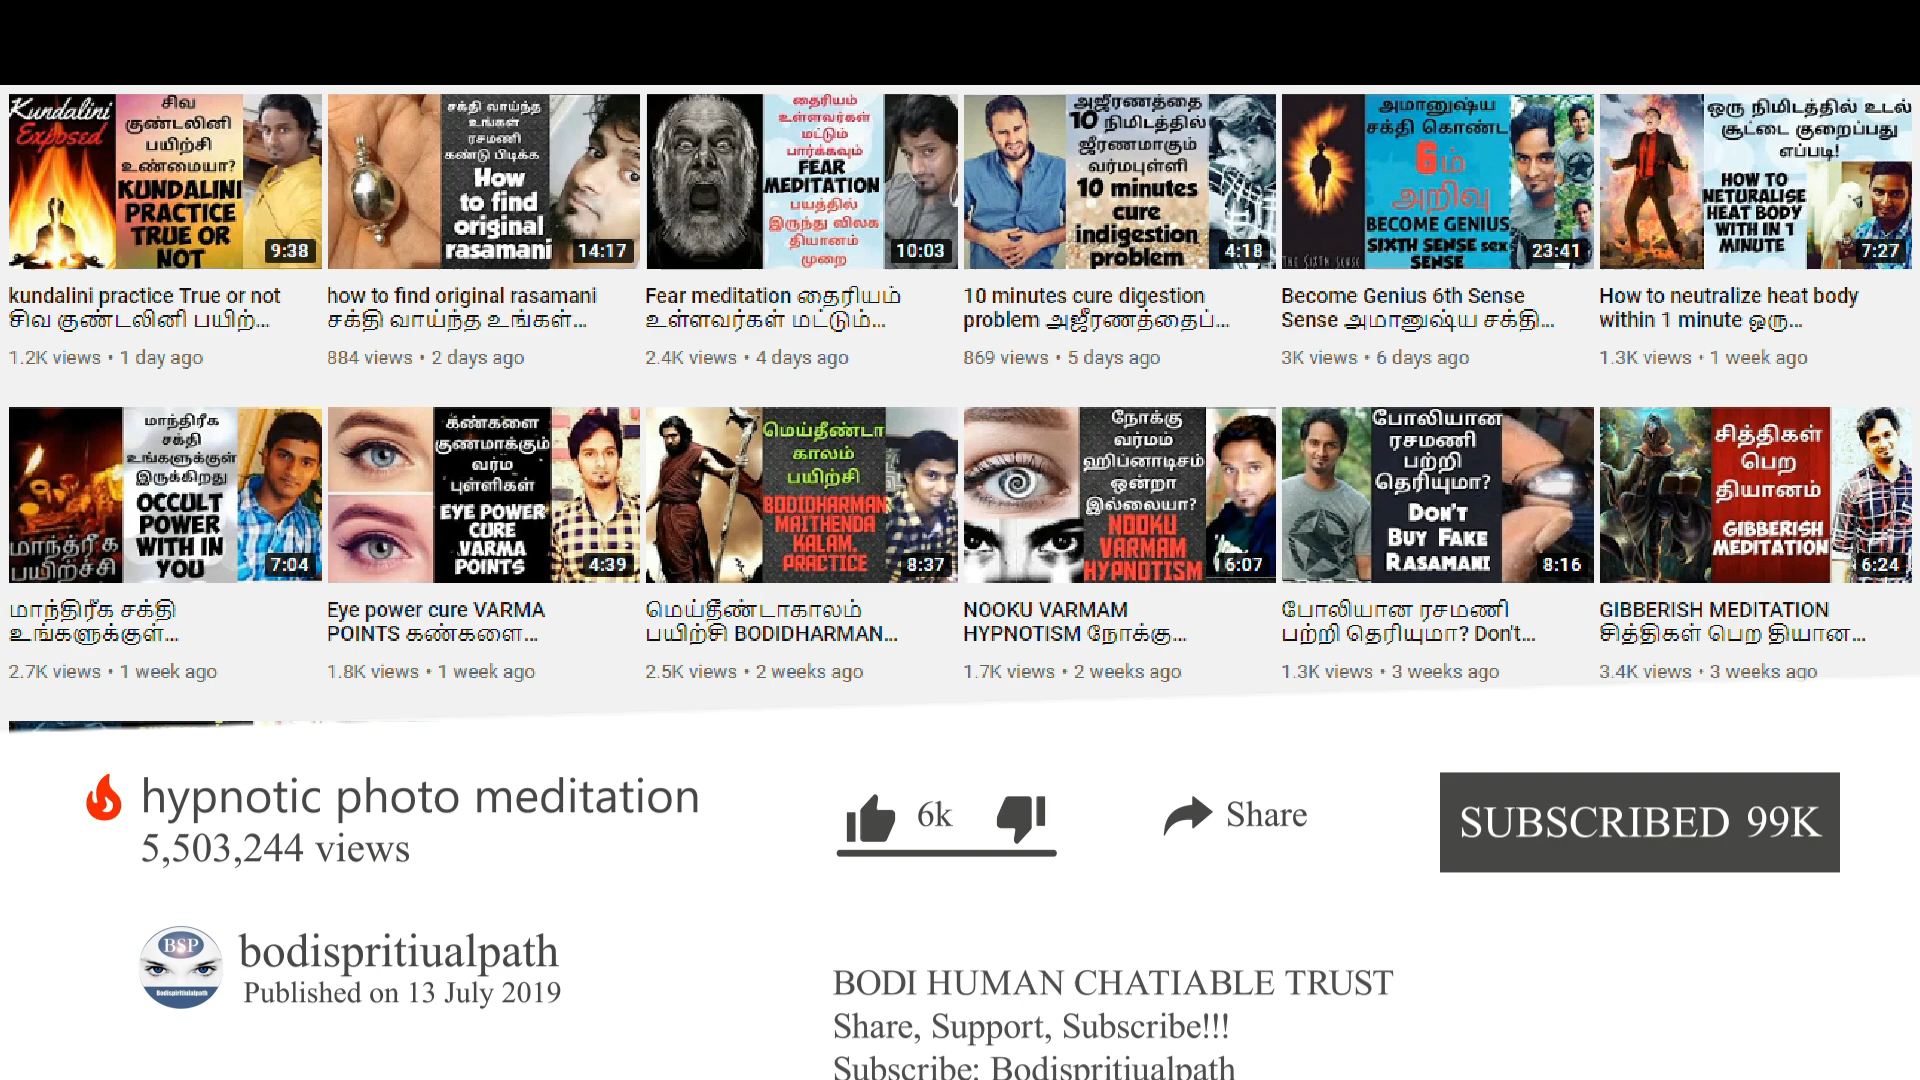 Kundalini
Exposed
சிவ
குண்டலினி
பயிற்சி
உண்மையா?
KUNDALINI
PRACTICE
TRUE OR
NOT
9:38
சக்தி வாய்ந்த
உங்கள்
ரசமணி
கண்டு பிடிக்க
How
to find
original
rasamani
14:17
தைரியம்
உள்ளவர்கள்
மட்டும்
பார்க்கவும்
FEAR
MEDITATION
பயத்தில்
இருந்து விலக
தியானம்
முறை
10:03
அஜீரணத்தை
10 நிமிடத்தில்
ஜீரணமாகும்
வர்மபுள்ளி
10 minutes
cure
indigestion
problem
4:18
அமானுஷ்ய
சக்தி கொண்ட
6ம்
அறிவு
BECOME GENIUS
SIXTH SENSE sex
SENSE
THE SIXTH SENSE
23:41
ஒரு நிமிடத்தில் உடல்
சூட்டை குறைப்பது
எப்படி!
HOW TO
NETURALISE
HEAT BODY
WITH IN 1
MINUTE
7:27
kundalini practice True or not
சிவ குண்டலினி பயிற்...
1.2K views • 1 day ago
how to find original rasamani
சக்தி வாய்ந்த உங்கள்...
884 views • 2 days ago
Fear meditation தைரியம்
உள்ளவர்கள் மட்டும்...
2.4K views • 4 days ago
10 minutes cure digestion
problem அஜீரணத்தைப்...
869 views • 5 days ago
Become Genius 6th Sense
Sense அமானுஷ்ய சக்தி...
3K views • 6 days ago
How to neutralize heat body
within 1 minute ஒரு...
1.3K views • 1 week ago
மாந்த்ரீக
பயிற்ச்சி
மாந்திரீக
சக்தி
உங்களுக்குள்
இருக்கிறது
OCCULT
POWER
WITH IN
YOU
7:04
கண்களை
குணமாக்கும்
வர்ம
புள்ளிகள்
EYE POWER
CURE
VARMA
POINTS
4:39
மெய்தீண்டா
காலம்
பயிற்சி
BODIDHARMAN
MAITHENDA
KALAM.
PRACTICE
8:37
நோக்கு
வர்மம்
ஹிப்னாடிசம்
ஒன்றா
இல்லையா?
NOOKU
VARMAM
HYPNOTISM
16:07
போலியான
ரசமணி
பற்றி
தெரியுமா?
DON'T
BUY FAKE
RASAMANI
8:16
சித்திகள்
பெற
தியானம்
GIBBERISH
MEDITATION
6:24
மாந்திரீக சக்தி
உங்களுக்குள்...
2.7K views • 1 week ago
Eye power cure VARMA
POINTS கண்களை...
1.8K views • 1 week ago
மெய்தீண்டாகாலம்
பயிற்சி BODIDHARMAN...
2.5K views • 2 weeks ago
NOOKU VARMAM
HYPNOTISM நோக்கு...
1.7K views • 2 weeks ago
போலியான ரசமணி
பற்றி தெரியுமா? Don't...
1.3K views • 3 weeks ago
GIBBERISH MEDITATION
சித்திகள் பெற தியான...
3.4K views • 3 weeks ago
hypnotic photo meditation
5,503,244 views
6k
Share
SUBSCRIBED 99K
BSP
Bodispiritualpath
bodispritiualpath
Published on 13 July 2019
BODI HUMAN CHATIABLE TRUST
Share, Support, Subscribe!!!
Subscribe: Bodispritiualpath